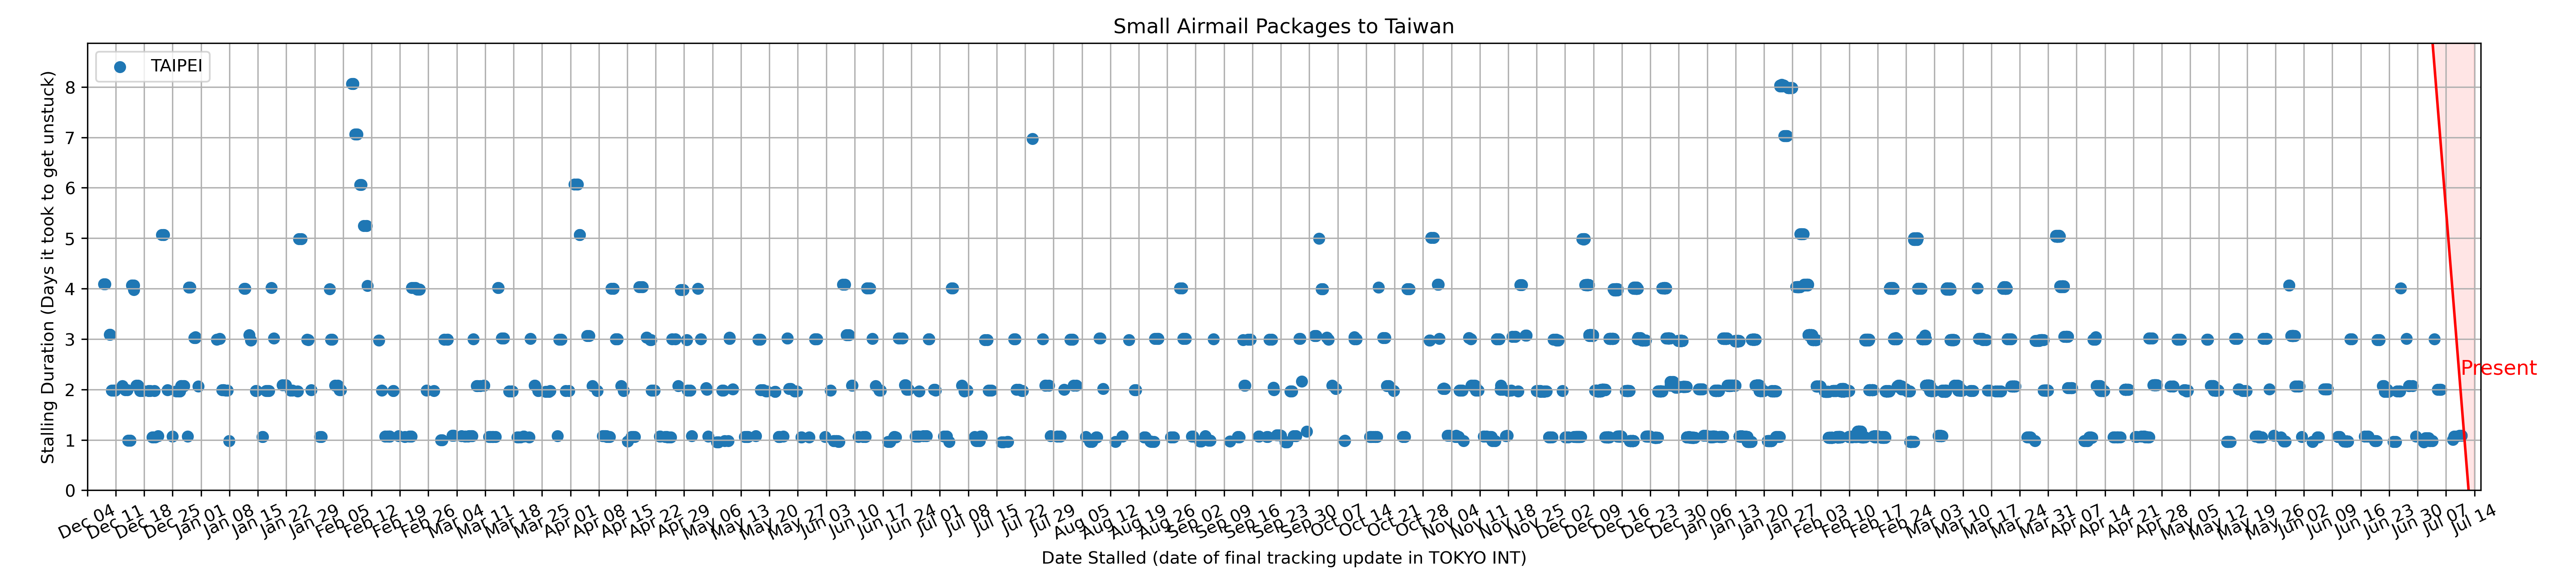 Small Airmail Packages to Taiwan
TAIPEI
Stalling Duration (Days it took to get unstuck)
8
7
6
5
4
3
2
1
0
Present
Dec 04 Dec 11 Dec 18 Dec 25 Jan 01 Jan 08 Jan 15 Jan 22 Jan 29 Feb 05 Feb 12 Feb 19 Feb 26 Mar 04 Mar 11 Mar 18 Mar 25 Apr 01 Apr 08 Apr 15 Apr 22 Apr 29 May 06 May 13 May 20 May 27 Jun 03 Jun 10 Jun 17 Jun 24 Jul 01 Jul 08 Jul 15 Jul 22 Jul 29 Aug 05 Aug 12 Aug 19 Aug 26 Sep 02 Sep 09 Sep 16 Sep 23 Sep 30 Oct 07 Oct 14 Oct 21 Oct 28 Nov 04 Nov 11 Nov 18 Nov 25 Dec 02 Dec 09 Dec 16 Dec 23 Dec 30 Jan 06 Jan 13 Jan 20 Jan 27 Feb 03 Feb 10 Feb 17 Feb 24 Mar 03 Mar 10 Mar 17 Mar 24 Mar 31 Apr 07 Apr 14 Apr 21 Apr 28 May 05 May 12 May 19 May 26 Jun 02 Jun 09 Jun 16 Jun 23 Jun 30 Jul 07 Jul 14
Date Stalled (date of final tracking update in TOKYO INT)